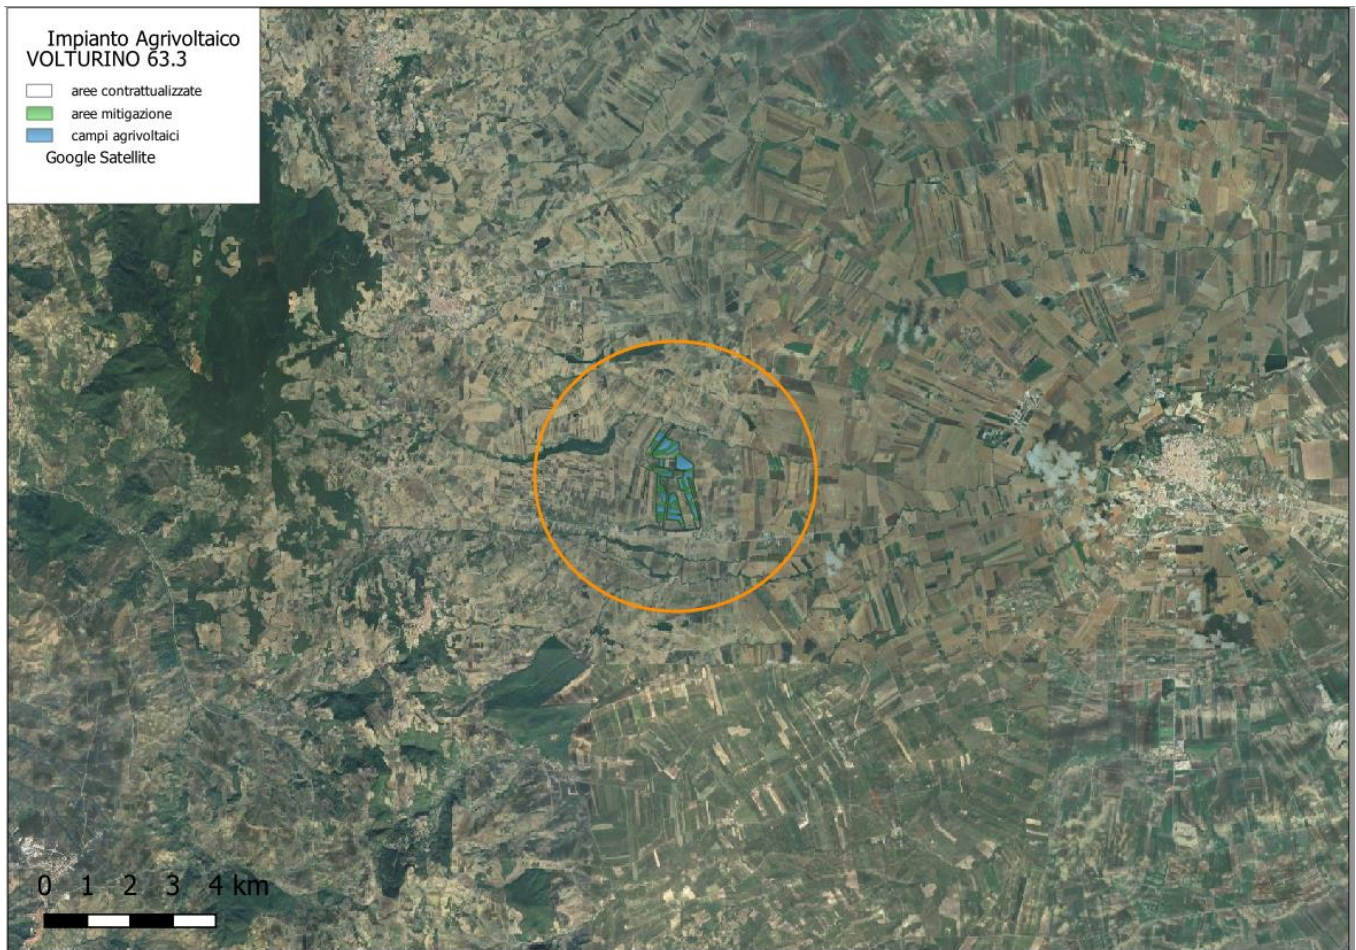 Impianto Agrivoltaico
VOLTURINO 63.3
aree contrattualizzate
aree mitigazione
campi agrivoltaici
Google Satellite
0 1 2 3 4 km